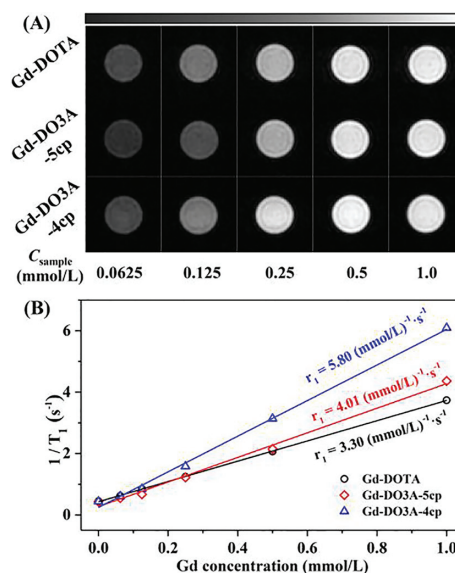 (A)
Gd-DOTA
Gd-DO3A
-5cp
Gd-DO3A
-4cp
C_sample
(mmol/L)
0.0625 0.125 0.25 0.5 1.0
(B)
r₁ = 5.80 (mmol/L)⁻¹·s⁻¹
r₁ = 4.01 (mmol/L)⁻¹·s⁻¹
r₁ = 3.30 (mmol/L)⁻¹·s⁻¹
1 / T₁ (s⁻¹)
6
4
2
0
Gd-DOTA
Gd-DO3A-5cp
Gd-DO3A-4cp
0.0 0.2 0.4 0.6 0.8 1.0
Gd concentration (mmol/L)